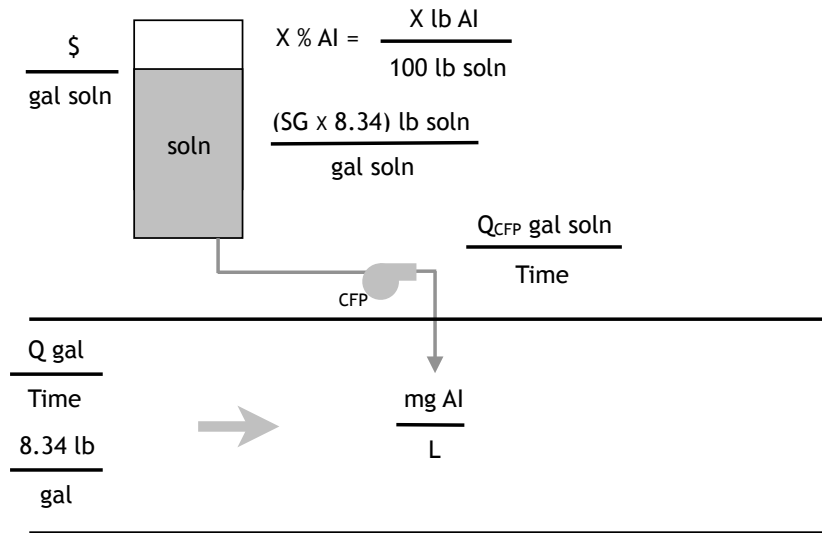 $
gal soln
X % AI =
X lb AI
100 lb soln
soln
(SG x 8.34) lb soln
gal soln
QCFP gal soln
Time
CFP
Q gal
Time
8.34 lb
gal
mg AI
L